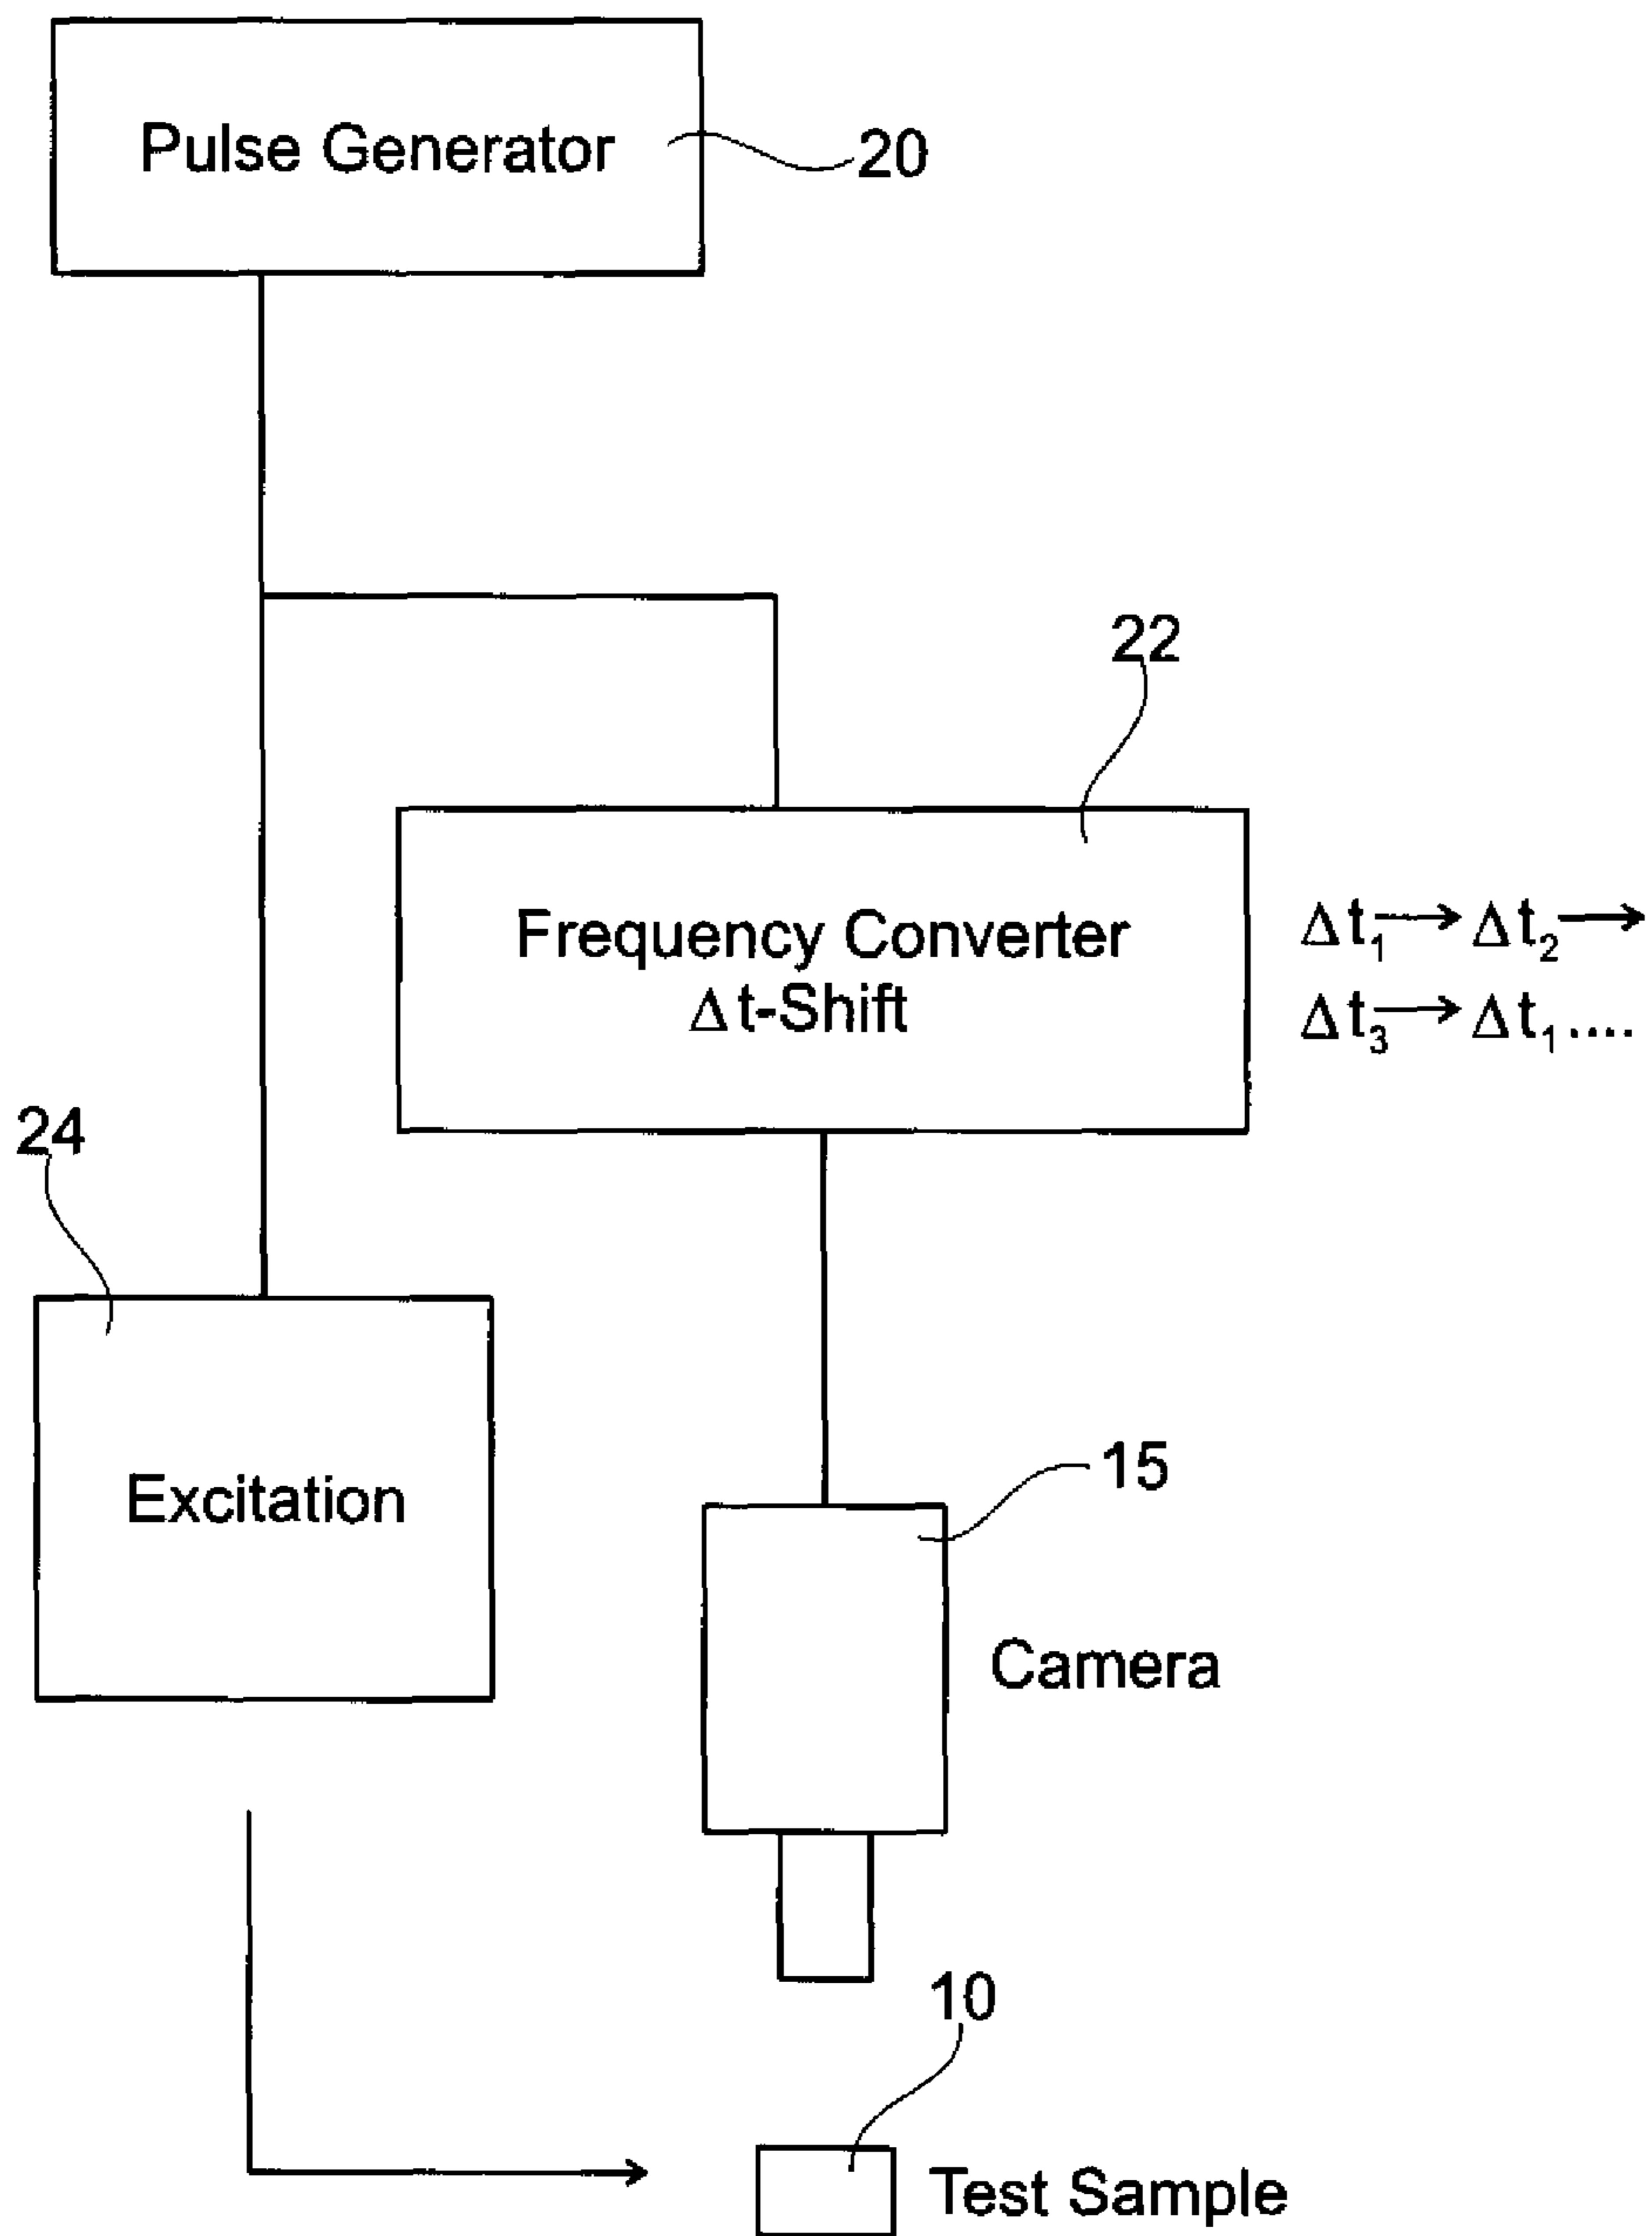 Pulse Generator
20
22
Frequency Converter
Δt-Shift
Δt₁→Δt₂→
Δt₃→Δt₁....
24
Excitation
15
Camera
10
Test Sample